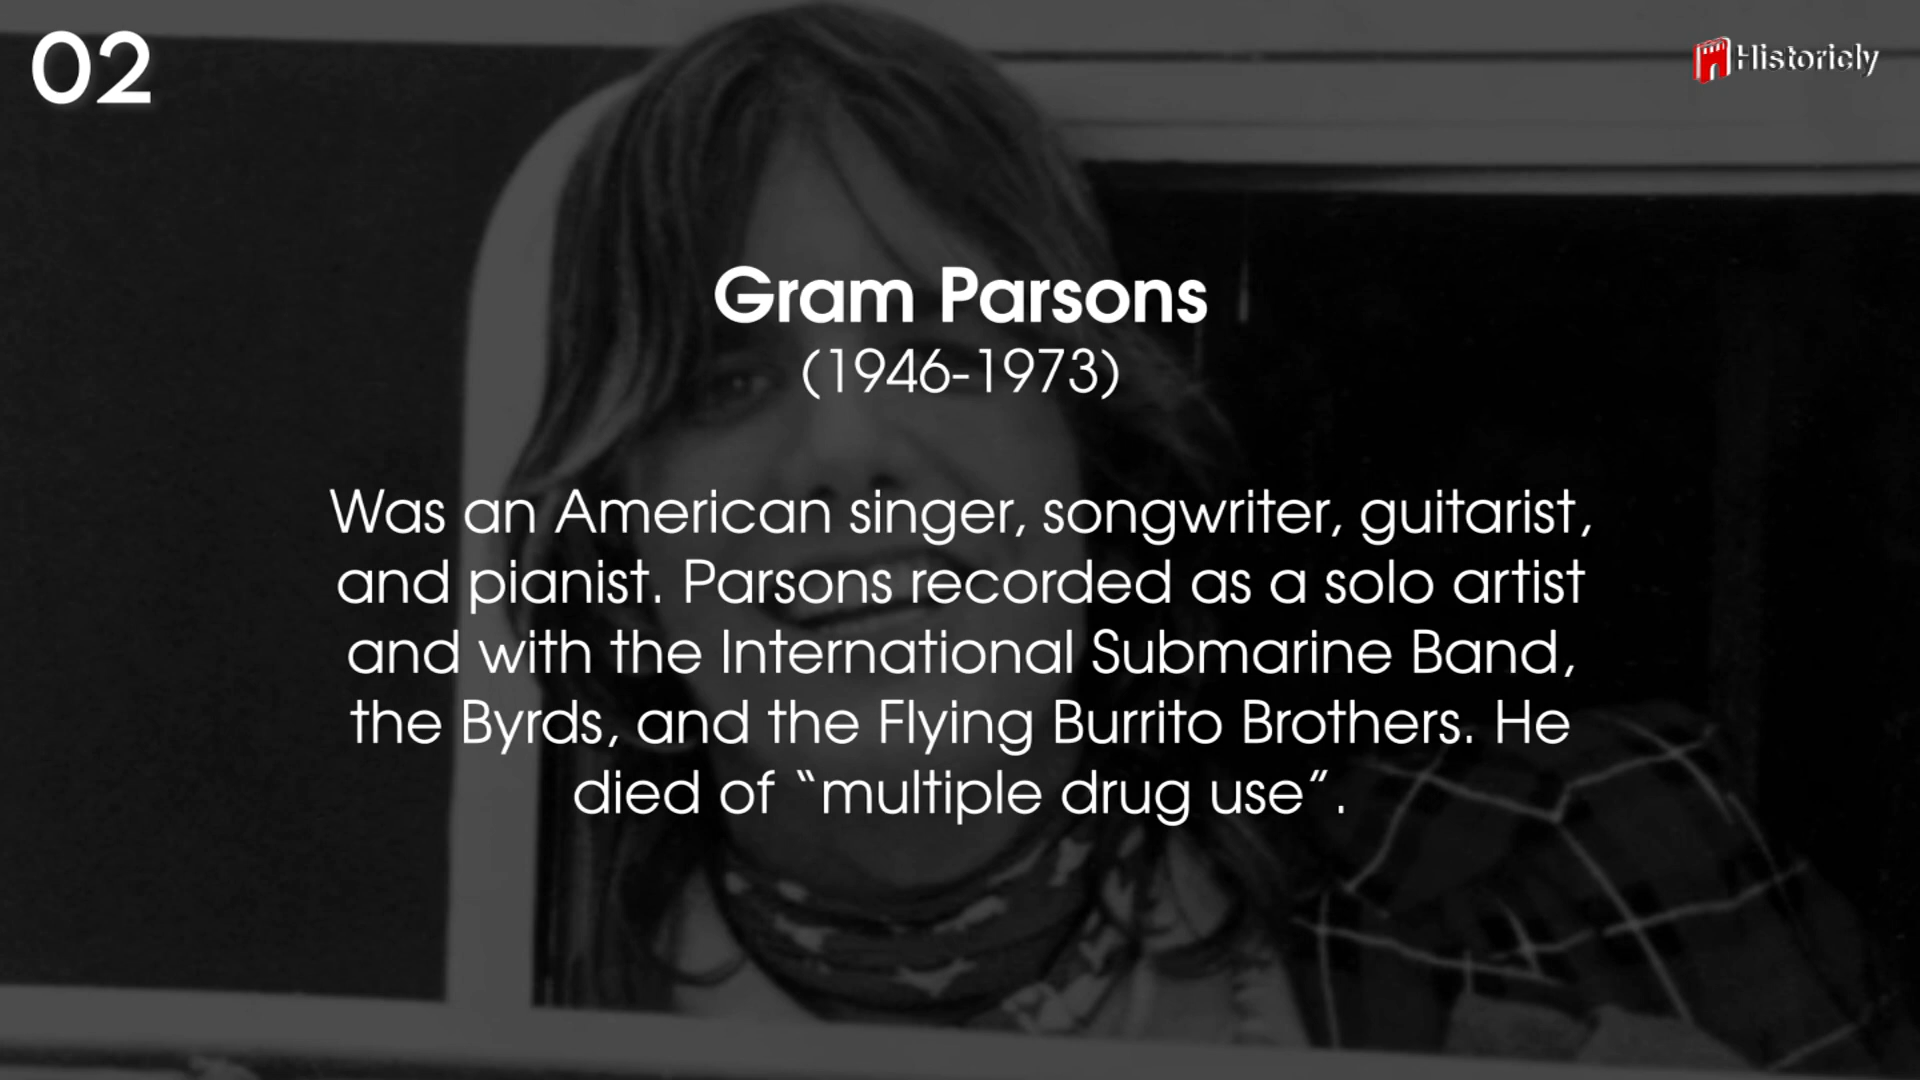 02
Historicly
Gram Parsons
(1946-1973)
Was an American singer, songwriter, guitarist,
and pianist. Parsons recorded as a solo artist
and with the International Submarine Band,
the Byrds, and the Flying Burrito Brothers. He
died of “multiple drug use”.